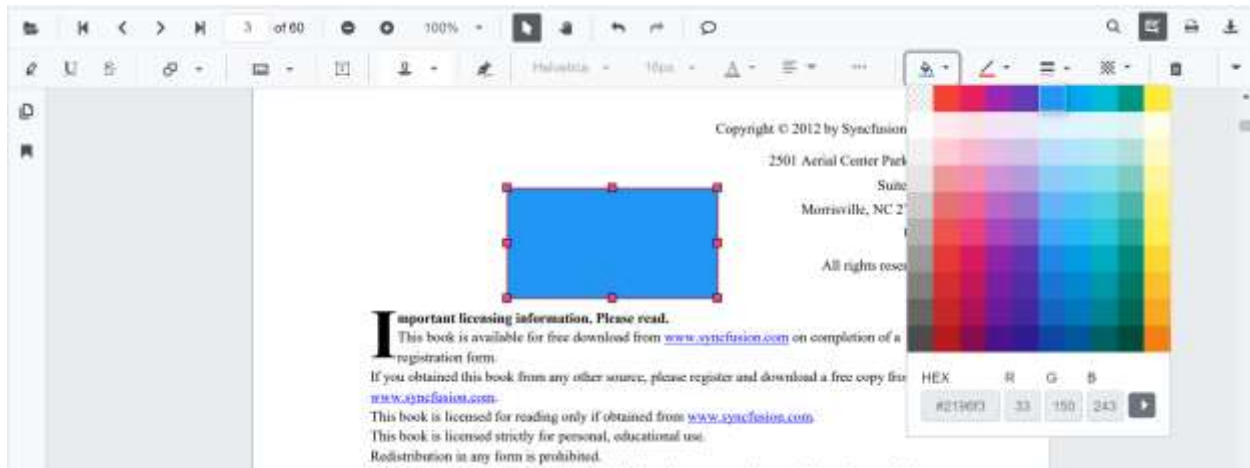 3 of 60 100%
Helvetica 16px
Copyright © 2012 by Syncfusion
2501 Aerial Center Park
Suite
Morrisville, NC 2
All rights reser
Important licensing information. Please read.
This book is available for free download from www.syncfusion.com on completion of a
registration form.
If you obtained this book from any other source, please register and download a free copy from
www.syncfusion.com.
This book is licensed for reading only if obtained from www.syncfusion.com.
This book is licensed strictly for personal, educational use.
Redistribution in any form is prohibited.
HEX R G B
#2196f3 33 150 243